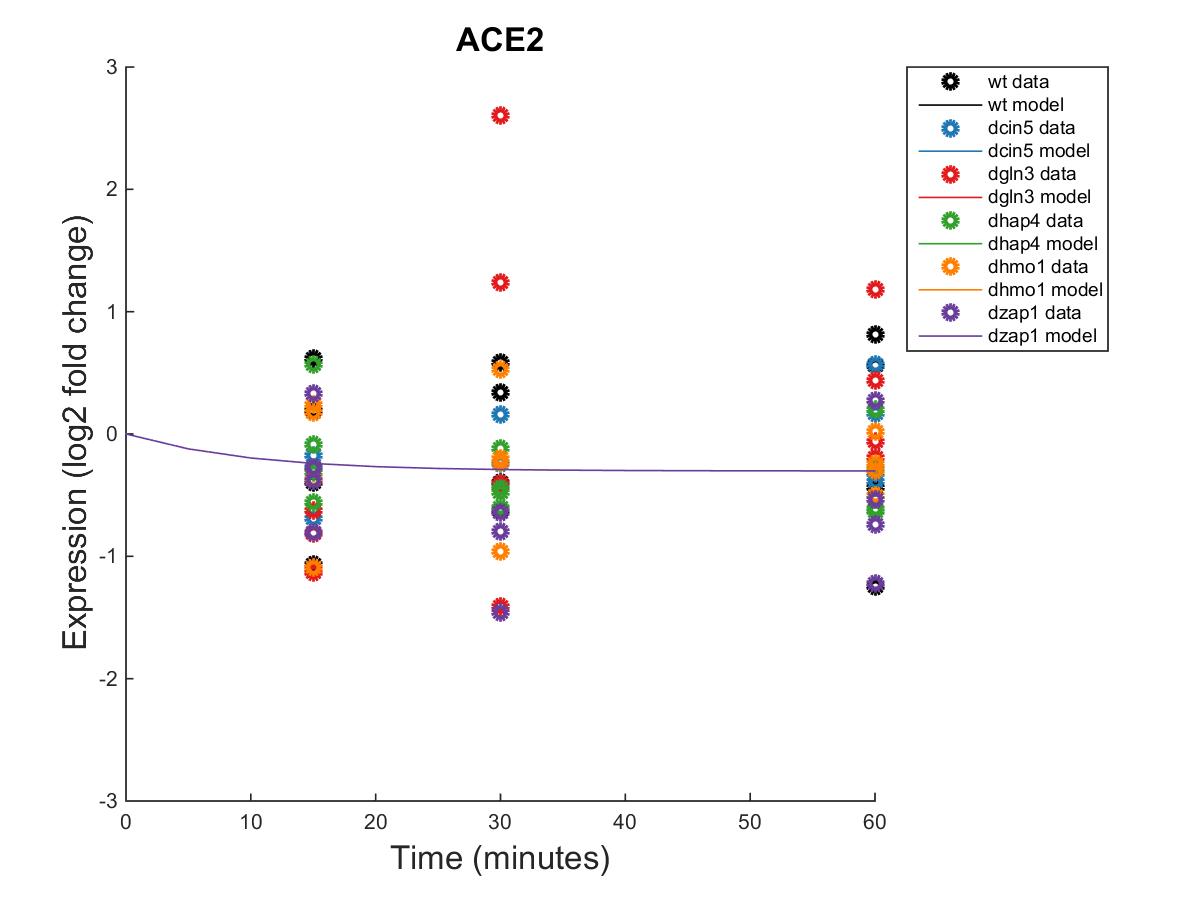 ACE2
3
2
1
0
-1
-2
-3
0 10 20 30 40 50 60
Expression (log2 fold change)
Time (minutes)
wt data
wt model
dcin5 data
dcin5 model
dgln3 data
dgln3 model
dhap4 data
dhap4 model
dhmo1 data
dhmo1 model
dzap1 data
dzap1 model